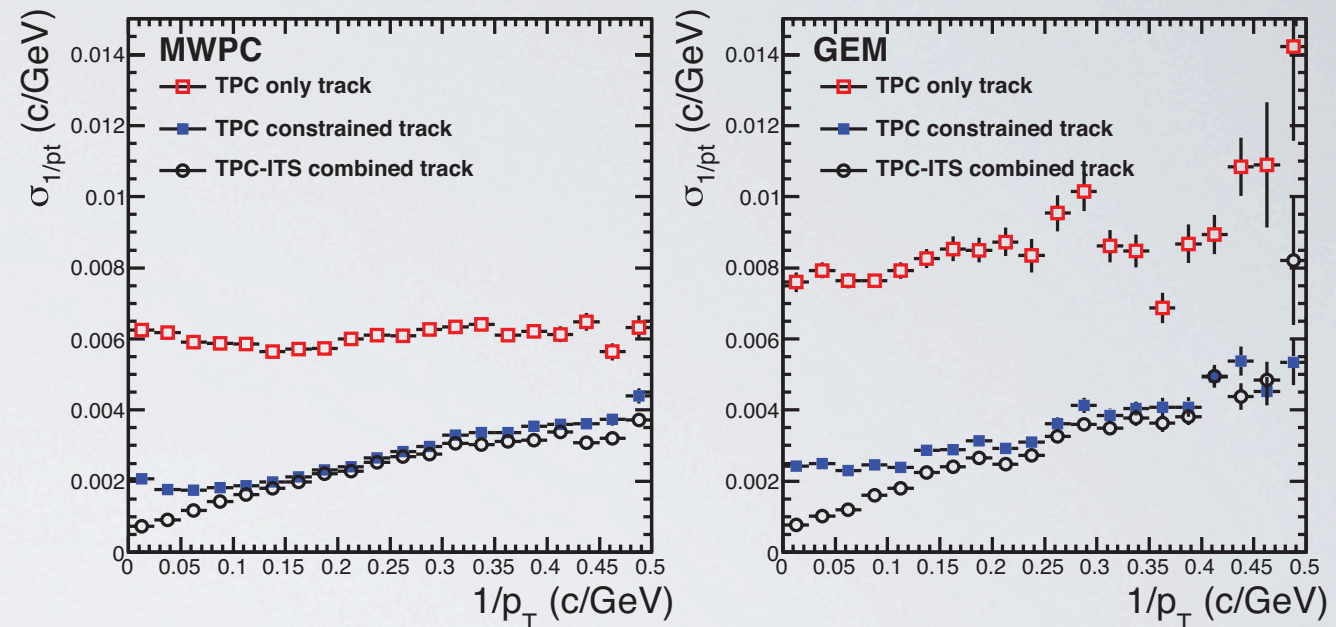 MWPC
TPC only track
TPC constrained track
TPC-ITS combined track
σ1/pt (c/GeV)
0.014
0.012
0.01
0.008
0.006
0.004
0.002
0
0 0.05 0.1 0.15 0.2 0.25 0.3 0.35 0.4 0.45 0.5
1/pT (c/GeV)
GEM
TPC only track
TPC constrained track
TPC-ITS combined track
σ1/pt (c/GeV)
0.014
0.012
0.01
0.008
0.006
0.004
0.002
0
0 0.05 0.1 0.15 0.2 0.25 0.3 0.35 0.4 0.45 0.5
1/pT (c/GeV)